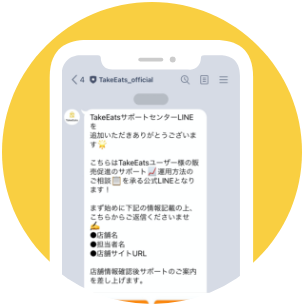 4 TakeEats_official
TakeEatsサポートセンターLINE
を
追加いただきありがとうございま
す🌟
こちらはTakeEatsユーザー様の販
売促進のサポート📈運用方法の
ご相談🏢を承る公式LINEとなり
ます！
まず始めに下記の情報記載の上、
こちらからご返信くださいませ
✍️
●店舗名
●担当者名
●店舗サイトURL
店舗情報確認後サポートのご案内
を差し上げます。